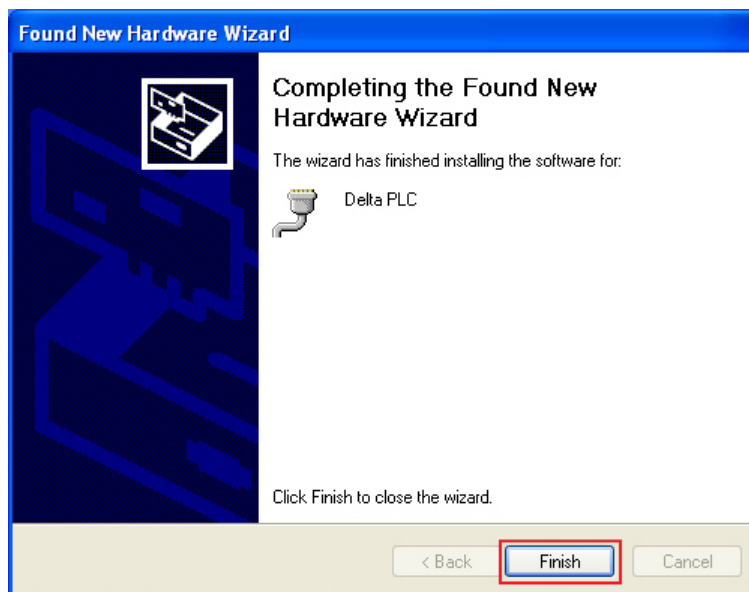 Found New Hardware Wizard
Completing the Found New
Hardware Wizard
The wizard has finished installing the software for:
Delta PLC
Click Finish to close the wizard.
< Back
Finish
Cancel